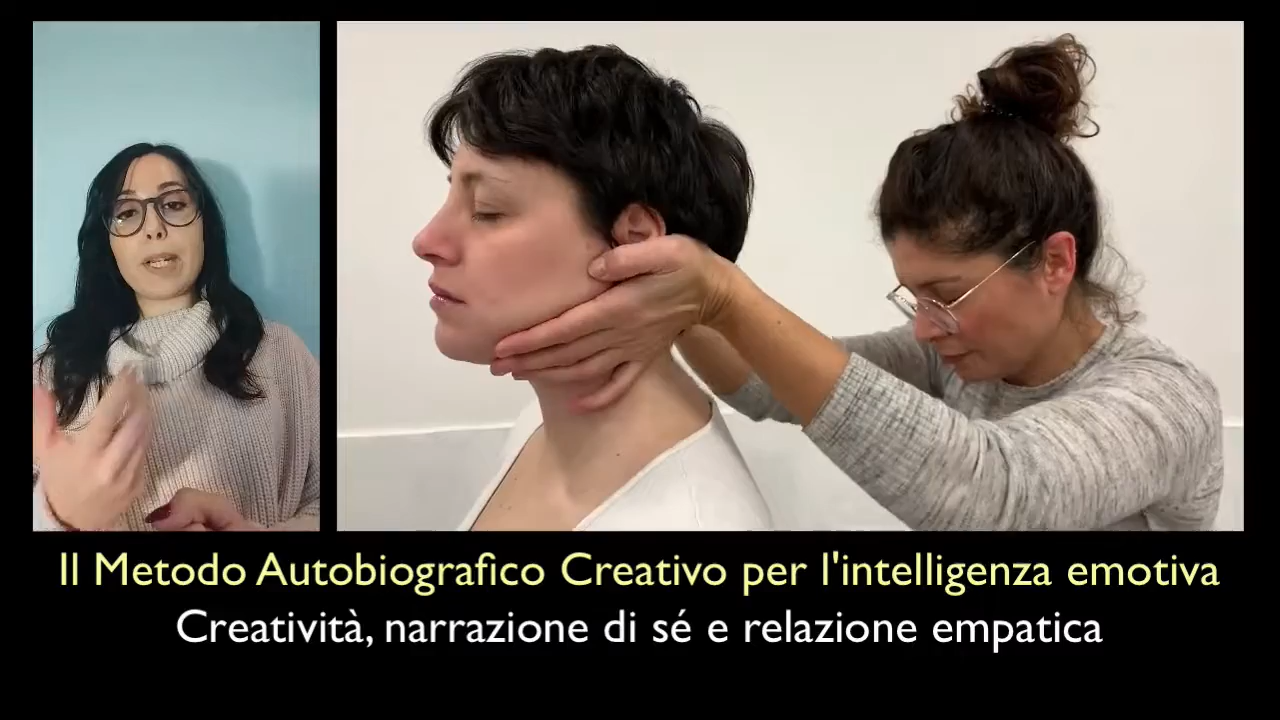 Il Metodo Autobiografico Creativo per l'intelligenza emotiva
Creatività, narrazione di sé e relazione empatica